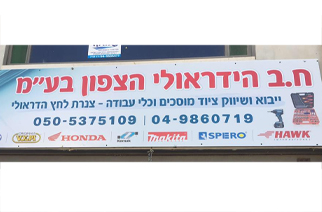 ח.ב הידראולי הצפון בע"מ
ייבוא ושיווק ציוד מוסכים וכלי עבודה - צנרת לחץ הדראולי
050-5375109 | 04-9860719
HONDA makita SPERO HAWK